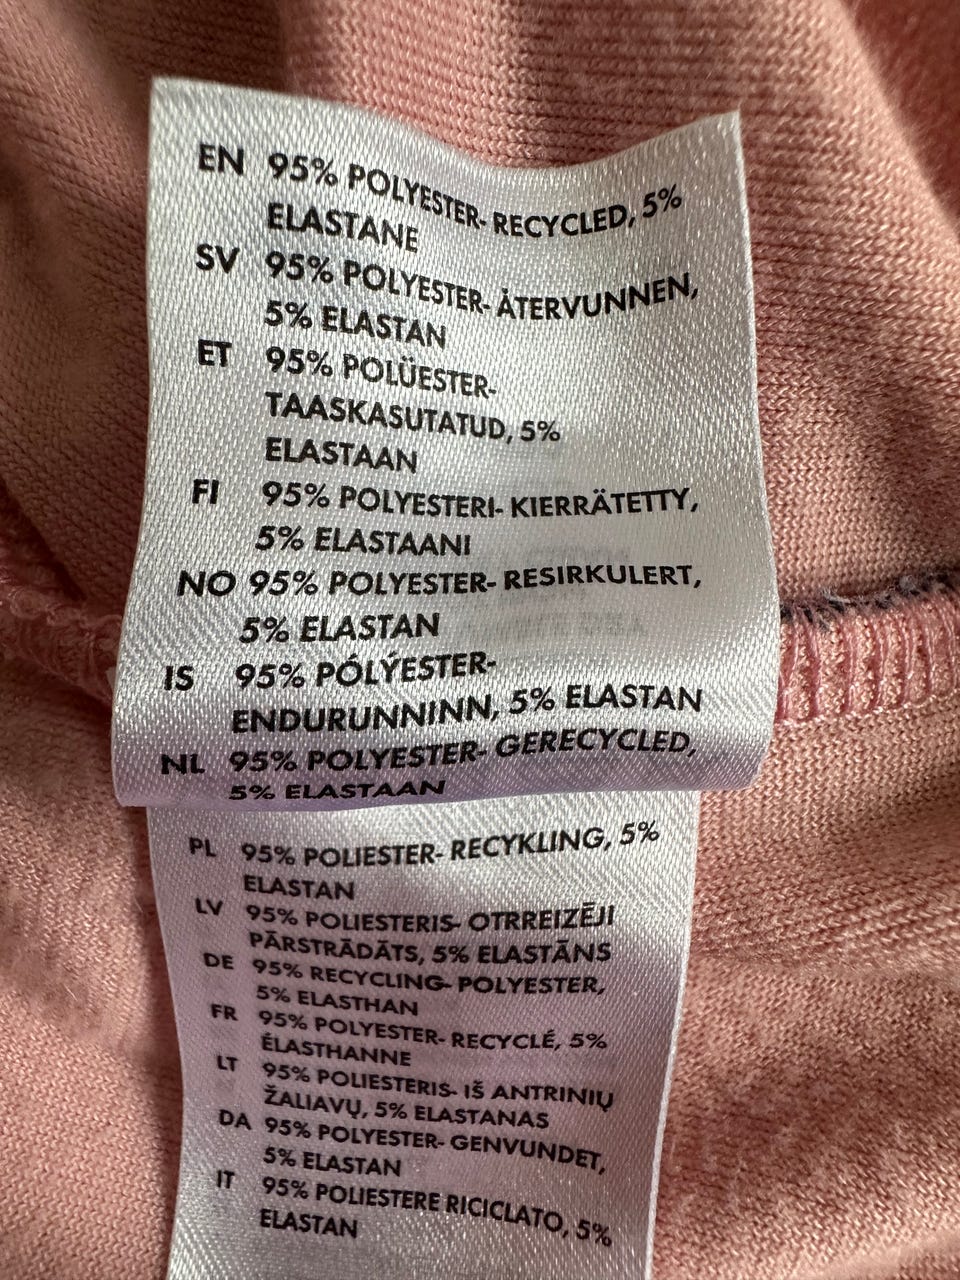 EN 95% POLYESTER- RECYCLED, 5%
ELASTANE
SV 95% POLYESTER- ÅTERVUNNEN,
5% ELASTAN
ET 95% POLÜESTER-
TAASKASUTATUD, 5%
ELASTAAN
FI 95% POLYESTERI- KIERRÄTETTY,
5% ELASTAANI
NO 95% POLYESTER- RESIRKULERT,
5% ELASTAN
IS 95% PÓLÝESTER-
ENDURUNNINN, 5% ELASTAN
NL 95% POLYESTER- GERECYCLED,
5% ELASTAAN
PL 95% POLIESTER- RECYKLING, 5%
ELASTAN
LV 95% POLIESTERIS- OTRREIZĒJI
PĀRSTRĀDĀTS, 5% ELASTĀNS
DE 95% RECYCLING- POLYESTER,
5% ELASTHAN
FR 95% POLYESTER- RECYCLÉ, 5%
ÉLASTHANNE
LT 95% POLIESTERIS- IŠ ANTRINIŲ
ŽALIAVŲ, 5% ELASTANAS
DA 95% POLYESTER- GENVUNDET,
5% ELASTAN
IT 95% POLIESTERE RICICLATO, 5%
ELASTAN